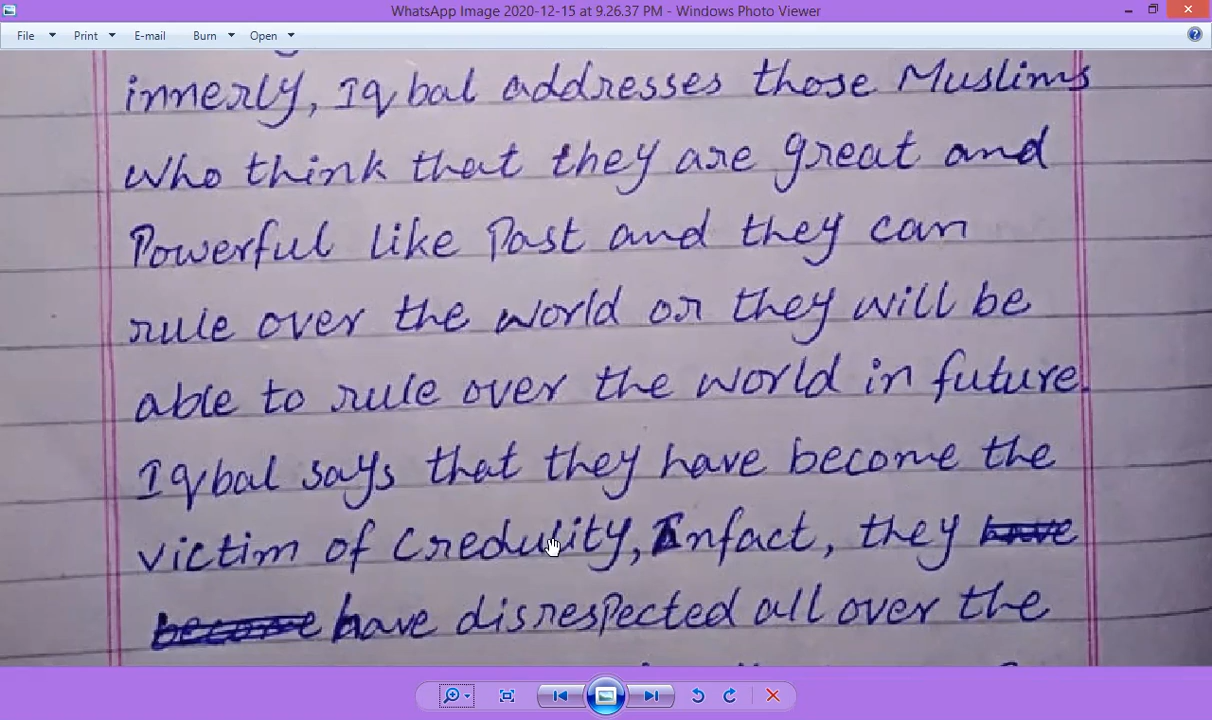 WhatsApp Image 2020-12-15 at 9.26.37 PM - Windows Photo Viewer
File Print E-mail Burn Open
innerly, Iqbal addresses those Muslims
who think that they are great and
Powerful like Past and they can
rule over the world or they will be
able to rule over the world in future.
Iqbal says that they have become the
victim of Credulity, Infact, they have
become have disrespected all over the